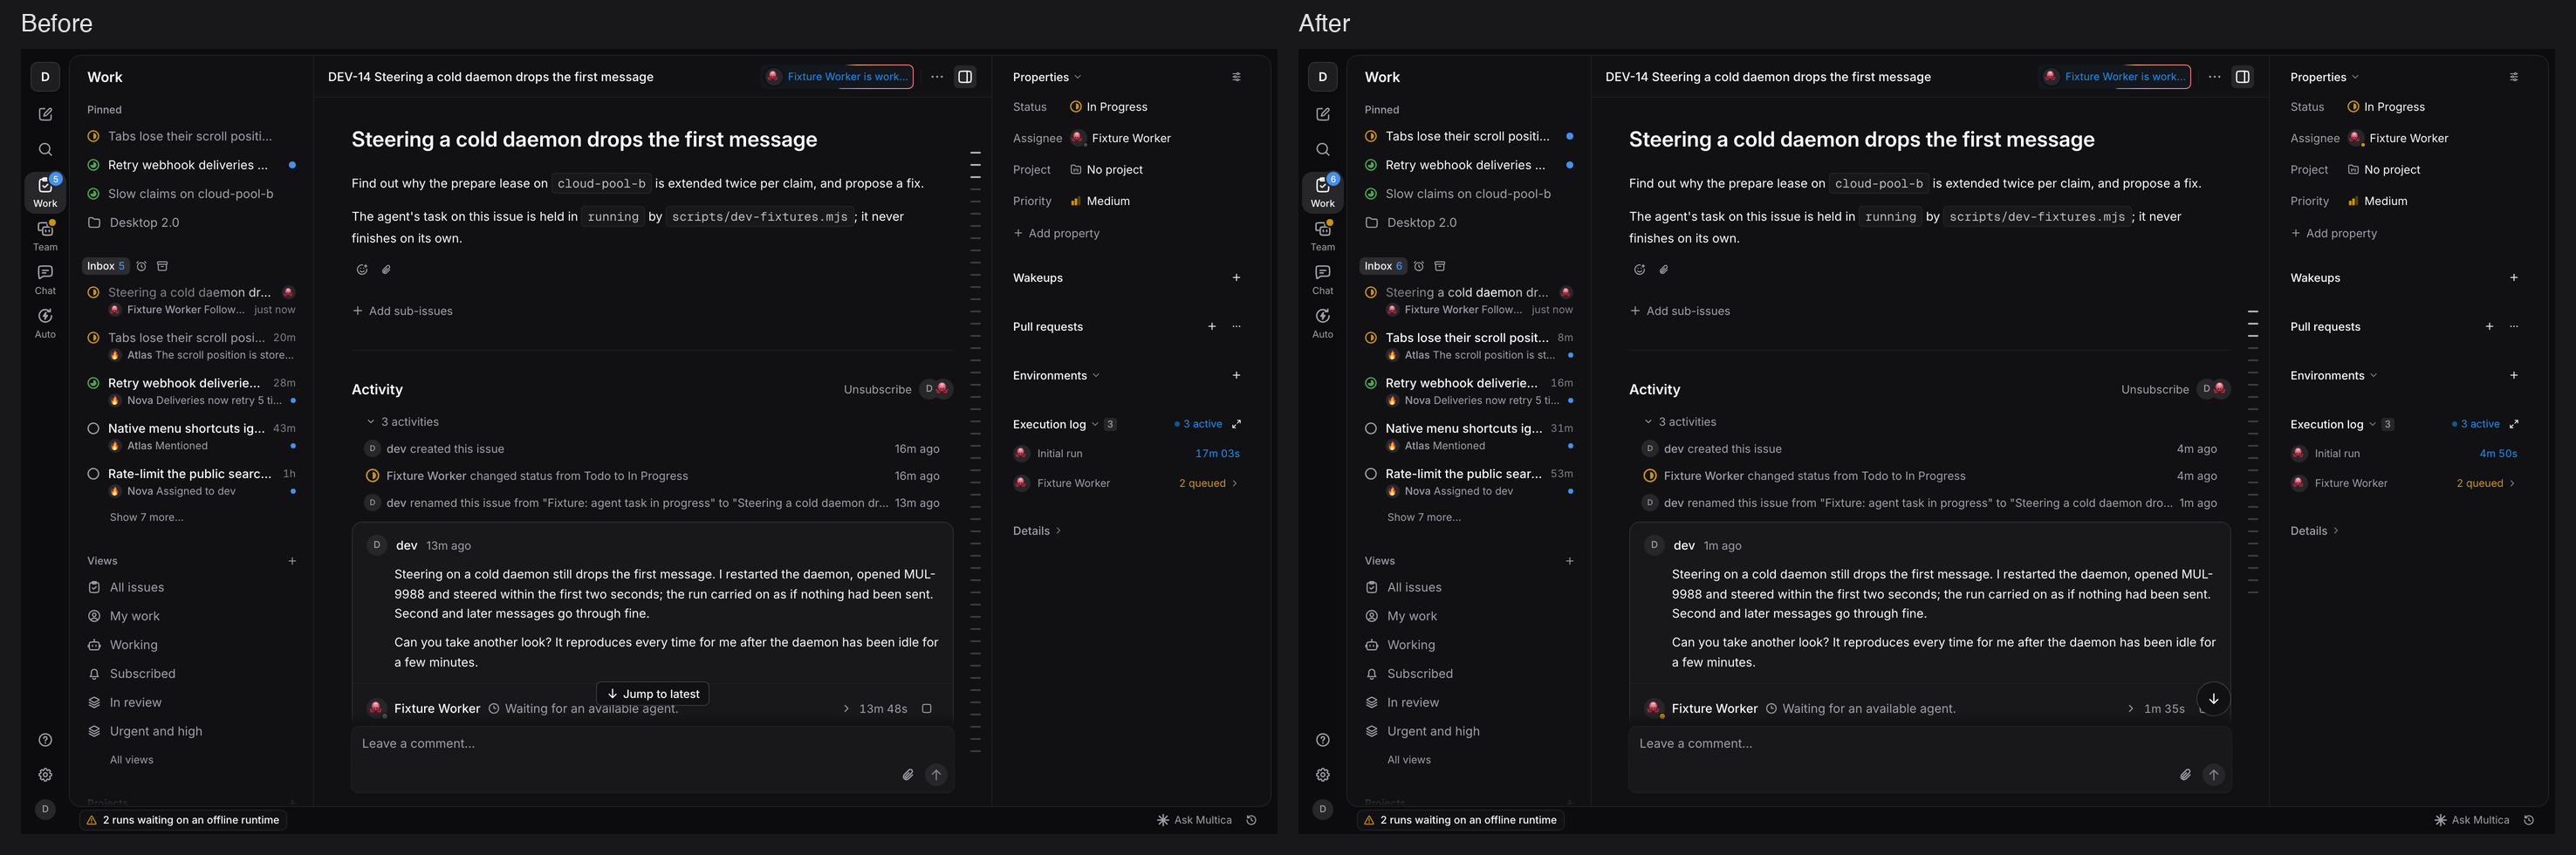 Before
D
5
Work
Team
Chat
Auto
D
Work
Pinned
Tabs lose their scroll positi...
Retry webhook deliveries ...
Slow claims on cloud-pool-b
Desktop 2.0
Inbox 5
Steering a cold daemon dr...
Fixture Worker Follow... just now
Tabs lose their scroll posi... 20m
Atlas The scroll position is store...
Retry webhook deliverie... 28m
Nova Deliveries now retry 5 ti...
Native menu shortcuts ig... 43m
Atlas Mentioned
Rate-limit the public searc... 1h
Nova Assigned to dev
Show 7 more...
Views
All issues
My work
Working
Subscribed
In review
Urgent and high
All views
Projects
DEV-14 Steering a cold daemon drops the first message
Fixture Worker is work...
Steering a cold daemon drops the first message
Find out why the prepare lease on cloud-pool-b is extended twice per claim, and propose a fix.
The agent's task on this issue is held in running by scripts/dev-fixtures.mjs; it never
finishes on its own.
+ Add sub-issues
Activity
Unsubscribe D
3 activities
D dev created this issue 16m ago
Fixture Worker changed status from Todo to In Progress 16m ago
D dev renamed this issue from "Fixture: agent task in progress" to "Steering a cold daemon dr... 13m ago
D dev 13m ago
Steering on a cold daemon still drops the first message. I restarted the daemon, opened MUL-
9988 and steered within the first two seconds; the run carried on as if nothing had been sent.
Second and later messages go through fine.
Can you take another look? It reproduces every time for me after the daemon has been idle for
a few minutes.
Jump to latest
Fixture Worker Waiting for an available agent. 13m 48s
Leave a comment...
Properties
Status In Progress
Assignee Fixture Worker
Project No project
Priority Medium
+ Add property
Wakeups +
Pull requests + ...
Environments +
Execution log 3 3 active
Initial run 17m 03s
Fixture Worker 2 queued
Details
2 runs waiting on an offline runtime
Ask Multica
After
D
6
Work
Team
Chat
Auto
D
Work
Pinned
Tabs lose their scroll positi...
Retry webhook deliveries ...
Slow claims on cloud-pool-b
Desktop 2.0
Inbox 6
Steering a cold daemon dr...
Fixture Worker Follow... just now
Tabs lose their scroll posit... 8m
Atlas The scroll position is st...
Retry webhook deliverie... 16m
Nova Deliveries now retry 5 ti...
Native menu shortcuts ig... 31m
Atlas Mentioned
Rate-limit the public sear... 53m
Nova Assigned to dev
Show 7 more...
Views
All issues
My work
Working
Subscribed
In review
Urgent and high
All views
Projects
DEV-14 Steering a cold daemon drops the first message
Fixture Worker is work...
Steering a cold daemon drops the first message
Find out why the prepare lease on cloud-pool-b is extended twice per claim, and propose a fix.
The agent's task on this issue is held in running by scripts/dev-fixtures.mjs; it never
finishes on its own.
+ Add sub-issues
Activity
Unsubscribe D
3 activities
D dev created this issue 4m ago
Fixture Worker changed status from Todo to In Progress 4m ago
D dev renamed this issue from "Fixture: agent task in progress" to "Steering a cold daemon dro... 1m ago
D dev 1m ago
Steering on a cold daemon still drops the first message. I restarted the daemon, opened MUL-
9988 and steered within the first two seconds; the run carried on as if nothing had been sent.
Second and later messages go through fine.
Can you take another look? It reproduces every time for me after the daemon has been idle for
a few minutes.
Fixture Worker Waiting for an available agent. 1m 35s
Leave a comment...
Properties
Status In Progress
Assignee Fixture Worker
Project No project
Priority Medium
+ Add property
Wakeups +
Pull requests + ...
Environments +
Execution log 3 3 active
Initial run 4m 50s
Fixture Worker 2 queued
Details
2 runs waiting on an offline runtime
Ask Multica